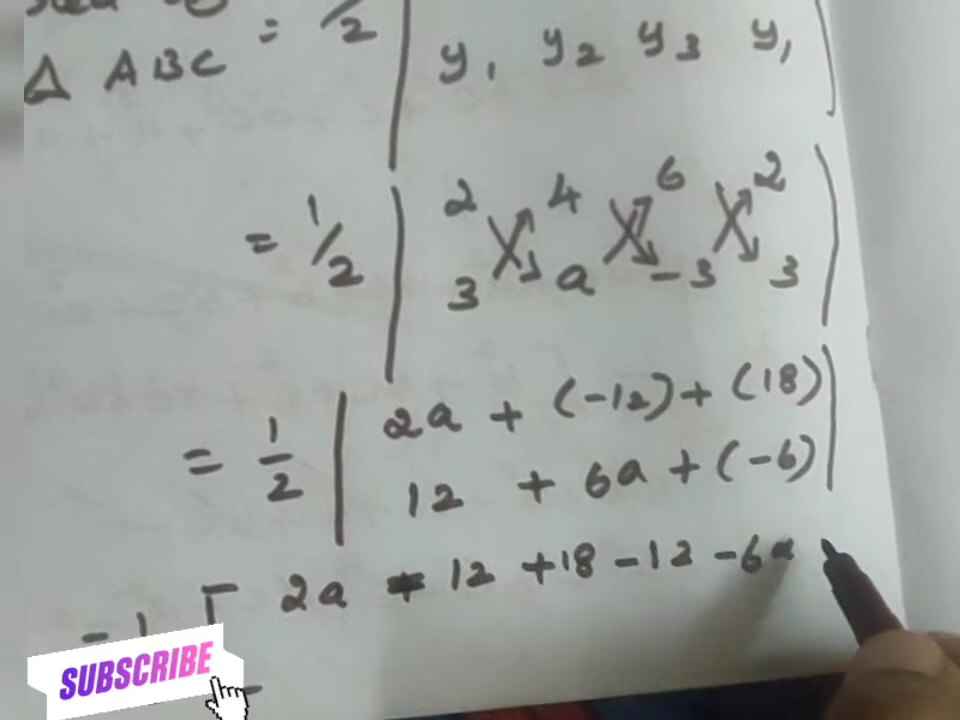 Δ ABC = 1/2 | y₁ y₂ y₃ y₁ |
= 1/2 | 2 4 6 2
3 a -3 3 |
= 1/2 | 2a + (-12) + (18)
12 + 6a + (-6) |
2a - 12 + 18 - 12 - 6a
SUBSCRIBE